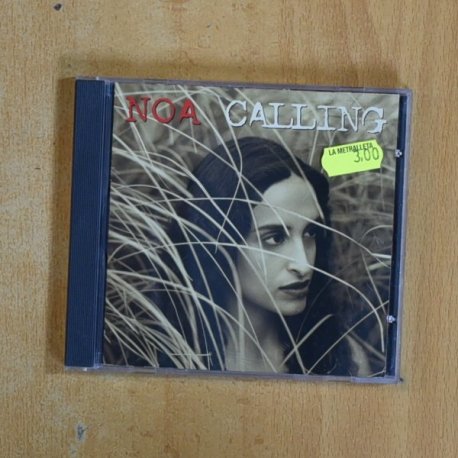 NOA CALLING
LA METRALLETA
3,00